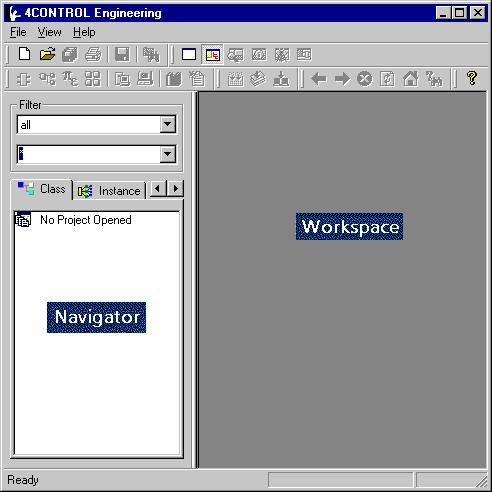 4CONTROL Engineering
File View Help
Filter
all
*
Class Instance
No Project Opened
Workspace
Navigator
Ready